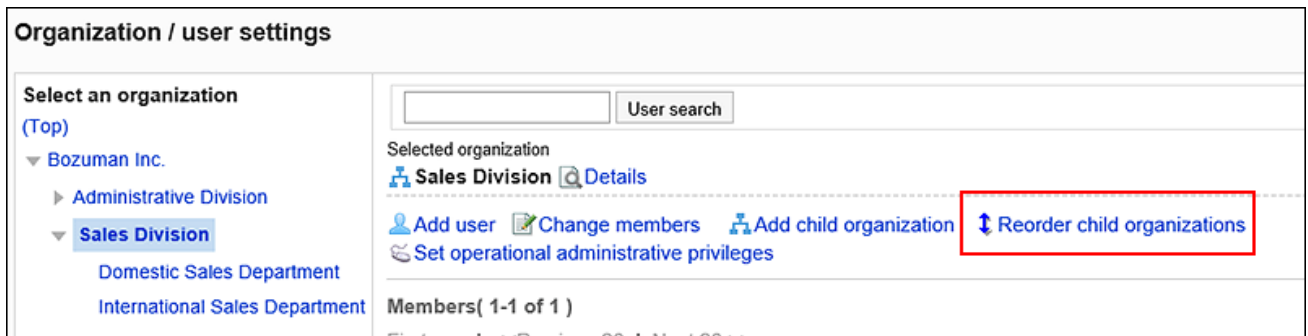 Organization / user settings
Select an organization
(Top)
Bozuman Inc.
Administrative Division
Sales Division
Domestic Sales Department
International Sales Department
User search
Selected organization
Sales Division Details
Add user Change members Add child organization Reorder child organizations
Set operational administrative privileges
Members( 1-1 of 1 )